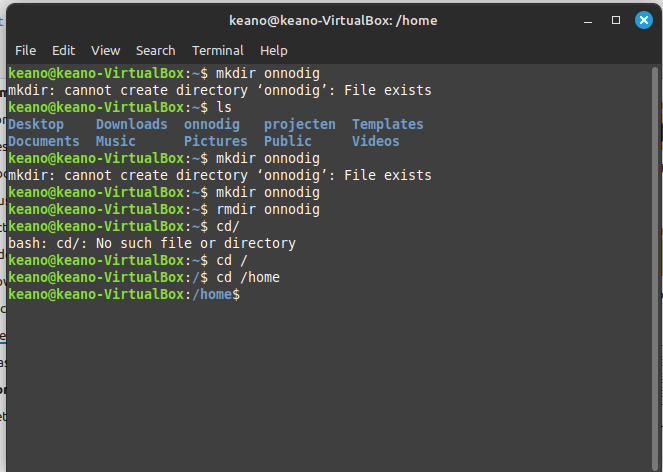 keano@keano-VirtualBox: /home
File Edit View Search Terminal Help
keano@keano-VirtualBox:~$ mkdir onnodig
mkdir: cannot create directory ‘onnodig’: File exists
keano@keano-VirtualBox:~$ ls
Desktop Downloads onnodig projecten Templates
Documents Music Pictures Public Videos
keano@keano-VirtualBox:~$ mkdir onnodig
mkdir: cannot create directory ‘onnodig’: File exists
keano@keano-VirtualBox:~$ mkdir onnodig
keano@keano-VirtualBox:~$ rmdir onnodig
keano@keano-VirtualBox:~$ cd/
bash: cd/: No such file or directory
keano@keano-VirtualBox:~$ cd /
keano@keano-VirtualBox:/$ cd /home
keano@keano-VirtualBox:/home$